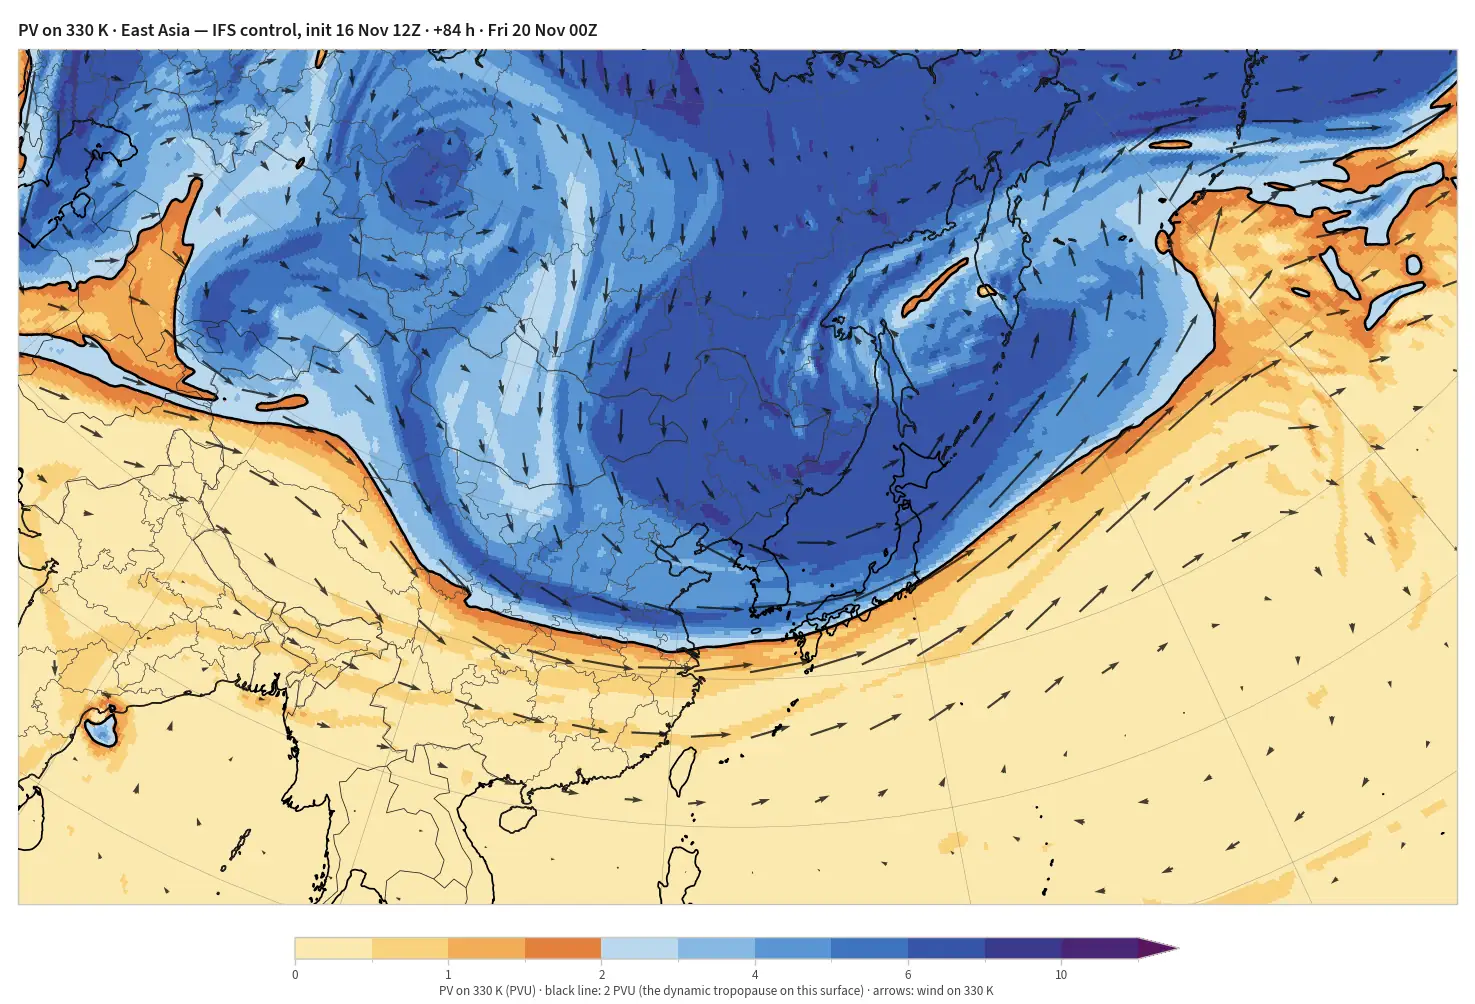 PV on 330 K · East Asia — IFS control, init 16 Nov 12Z · +84 h · Fri 20 Nov 00Z
0 1 2 4 6 10
PV on 330 K (PVU) · black line: 2 PVU (the dynamic tropopause on this surface) · arrows: wind on 330 K